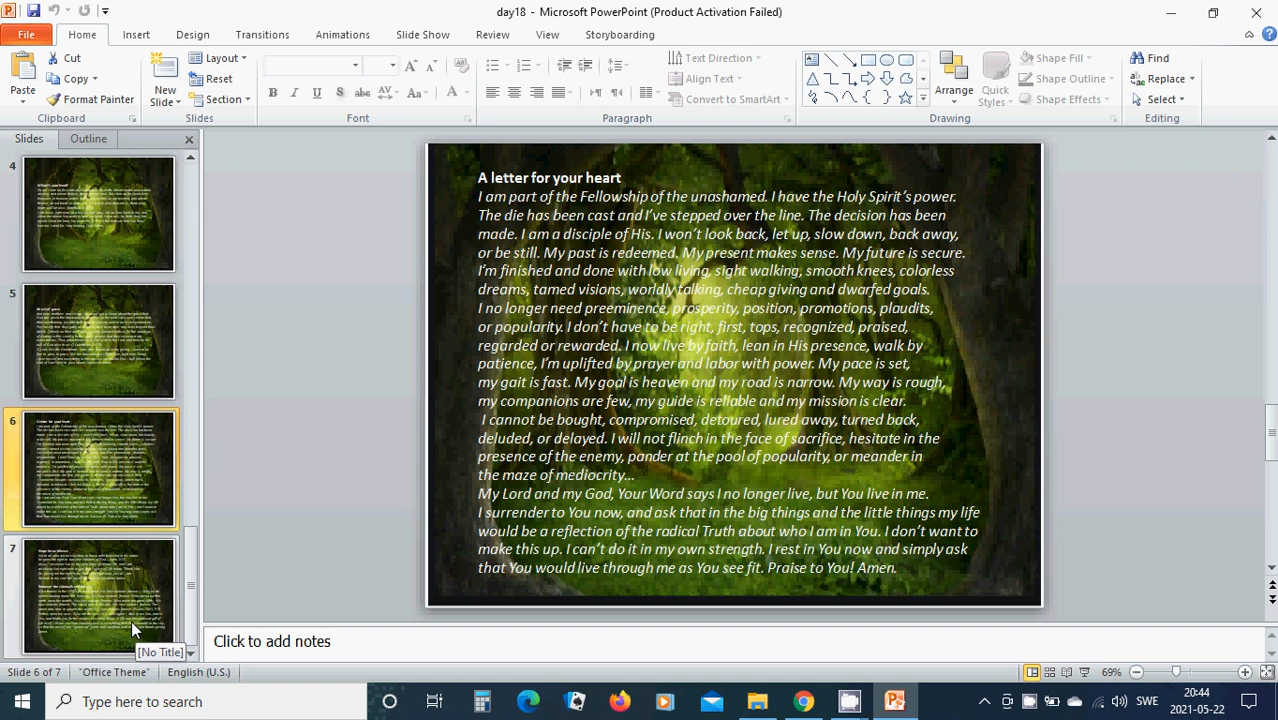 day18 - Microsoft PowerPoint (Product Activation Failed)
File Home Insert Design Transitions Animations Slide Show Review View Storyboarding
Cut
Copy
Format Painter
Paste
Clipboard
New
Slide
Layout
Reset
Section
Slides
Font
Text Direction
Align Text
Convert to SmartArt
Paragraph
Arrange
Quick
Styles
Shape Fill
Shape Outline
Shape Effects
Drawing
Find
Replace
Select
Editing
Slides Outline
4
5
6
7
[No Title]
A letter for your heart
I am part of the Fellowship of the unashamed. I have His Holy Spirit's power.
The die has been cast and I've stepped over the line. The decision has been
made. I am a disciple of His. I won't look back, let up, slow down, back away,
or be still. My past is redeemed. My present makes sense. My future is secure.
I'm finished and done with low living, sight walking, smooth knees, colorless
dreams, tamed visions, worldly talking, cheap giving and dwarfed goals.
I no longer need preeminence, prosperity, position, promotions, plaudits,
or popularity. I don't have to be right, first, tops, recognized, praised,
regarded or rewarded. I now live by faith, lean in His presence, walk by
patience, I'm uplifted by prayer and labor with power. My pace is set,
my gait is fast. My goal is heaven and my road is narrow. My way is rough,
my companions are few, my guide is reliable and my mission is clear.
I cannot be bought, compromised, detoured, lured away, turned back,
deluded, or delayed. I will not flinch in the face of sacrifice, hesitate in the
presence of the enemy, pander at the pool of popularity, or meander in
the maze of mediocrity...
My Lord and my God, Your Word says I no longer live, but You live in me.
I surrender to You now, and ask that in the big things and the little things my life
would be a reflection of the radical Truth about who I am in You. I don't want to
waste this life. I can't do it in my own strength. I yield to You now and simply ask
that You would live through me as You see fit. Praise to You! Amen.
Click to add notes
Slide 6 of 7 "Office Theme" English (U.S.) 69%
Type here to search
SWE
20:44
2021-05-22